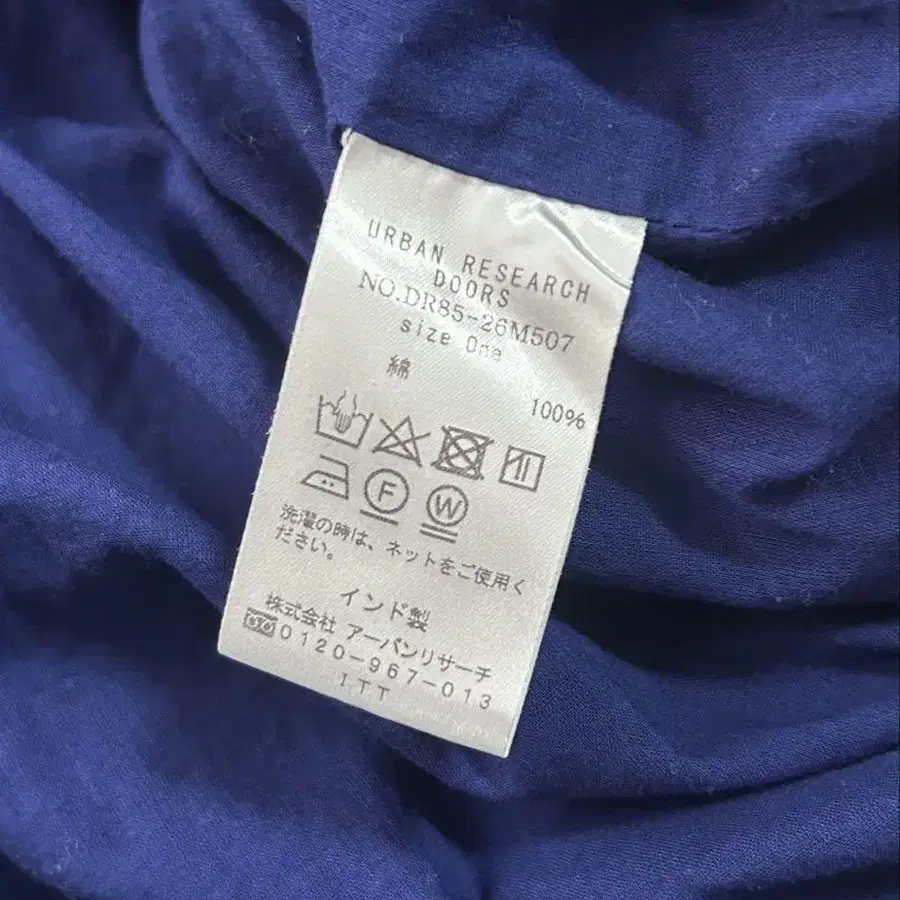 URBAN RESEARCH
DOORS
NO.DR85-26M507
size One
綿 100%
F W
洗濯の時は、ネットをご使用く
ださい。
インド製
株式会社 アーバンリサーチ
0120-967-013
ITT